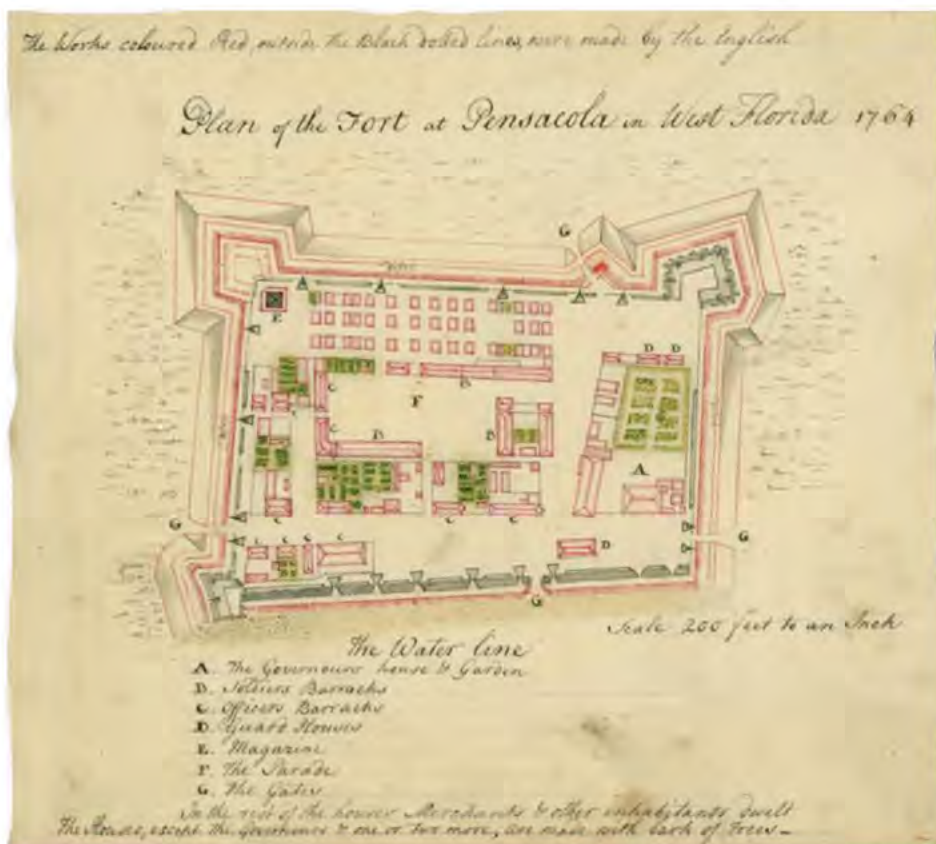 The Works coloured Red, outside the Black dotted lines, were made by the English
Plan of the Fort at Pensacola in West Florida 1764
G
E
D D
B
C
F
C
B
D
A
G
C
C
C
G
C C C C
D
G
Scale 200 feet to an Inch
The Water line
A. The Governours house & Garden
B. Soldiers Barracks
C. Officers Barracks
D. Guard Houses
E. Magazine
F. The Parade
G. The Gates
In the rest of the houses Merchants & other inhabitants dwelt
The Houses, except the Governours & one or two more, are made with bark of Trees –